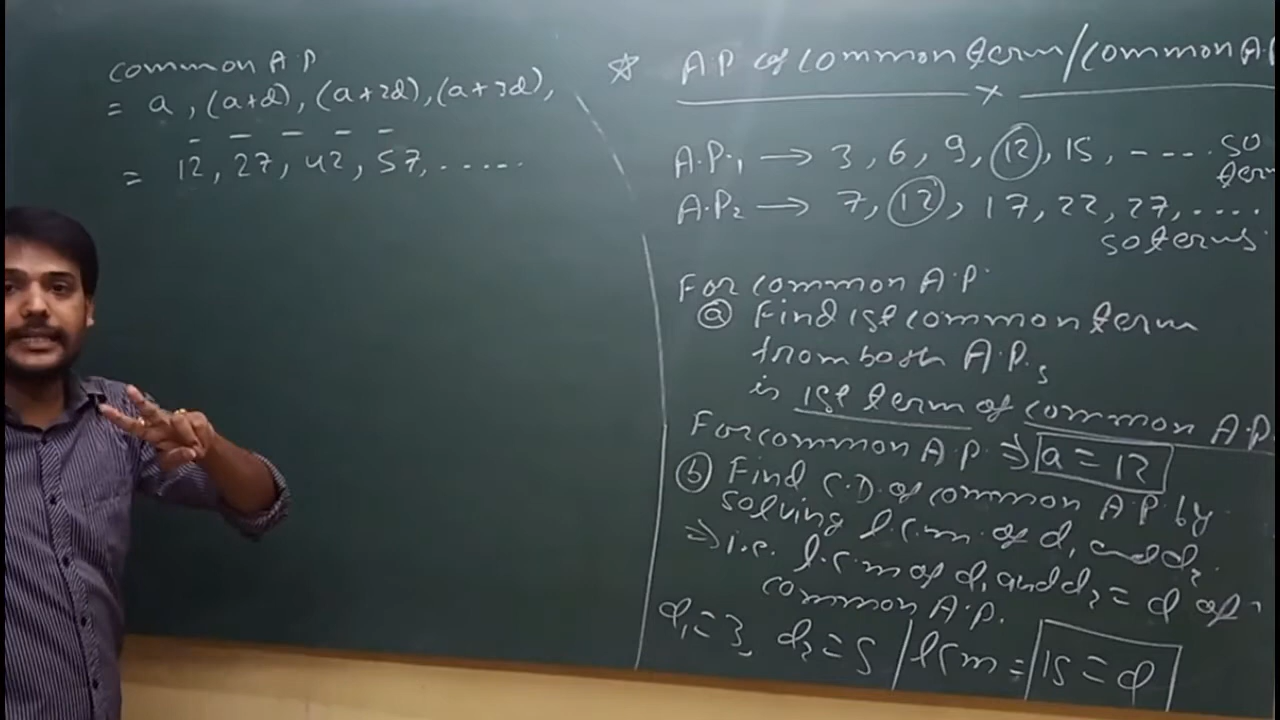 common A.P
= a, (a+d), (a+2d), (a+3d),
= 12, 27, 42, 57, .....
☆ A.P of common term/common A.P
A.P.₁ → 3, 6, 9, 12, 15, - --- 50
term
A.P₂ → 7, 12, 17, 22, 27, ....
50 terms.
For common A.P.
ⓐ Find 1st common term
from both A.P.s
is 1st term of common A.P.
For common A.P. ⇒ a = 12
ⓑ Find C.D. of common A.P. by
solving l.c.m. of d₁ and d₂
⇒ i.e. l.c.m of d₁ and d₂ = d of
common A.P.
d₁ = 3, d₂ = 5 / lcm = 15 = d